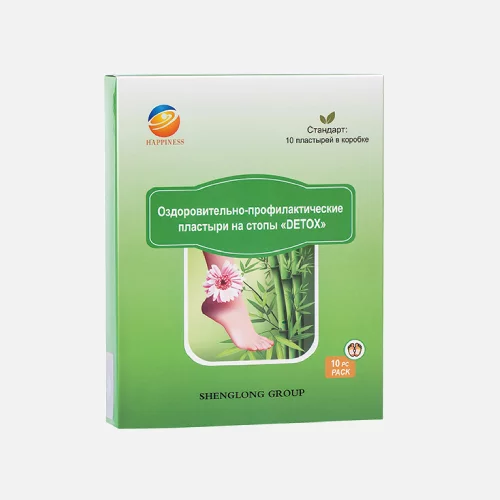 HAPPINESS
Стандарт:
10 пластырей в коробке
Оздоровительно-профилактические
пластыри на стопы «DETOX»
10 PC
PACK
SHENGLONG GROUP